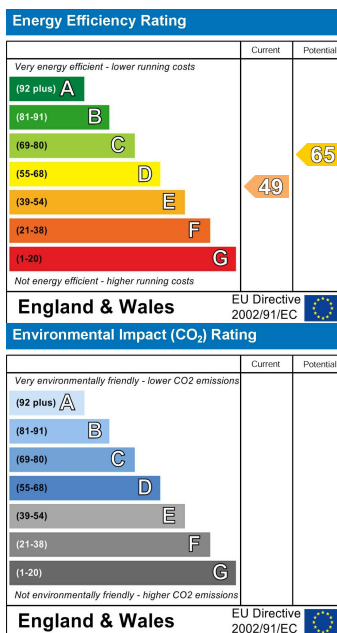 Energy Efficiency Rating
Current Potential
Very energy efficient - lower running costs
(92 plus) A
(81-91) B
(69-80) C
(55-68) D
(39-54) E
(21-38) F
(1-20) G
49
65
Not energy efficient - higher running costs
England & Wales
EU Directive
2002/91/EC
Environmental Impact (CO₂) Rating
Current Potential
Very environmentally friendly - lower CO2 emissions
(92 plus) A
(81-91) B
(69-80) C
(55-68) D
(39-54) E
(21-38) F
(1-20) G
Not environmentally friendly - higher CO2 emissions
England & Wales
EU Directive
2002/91/EC